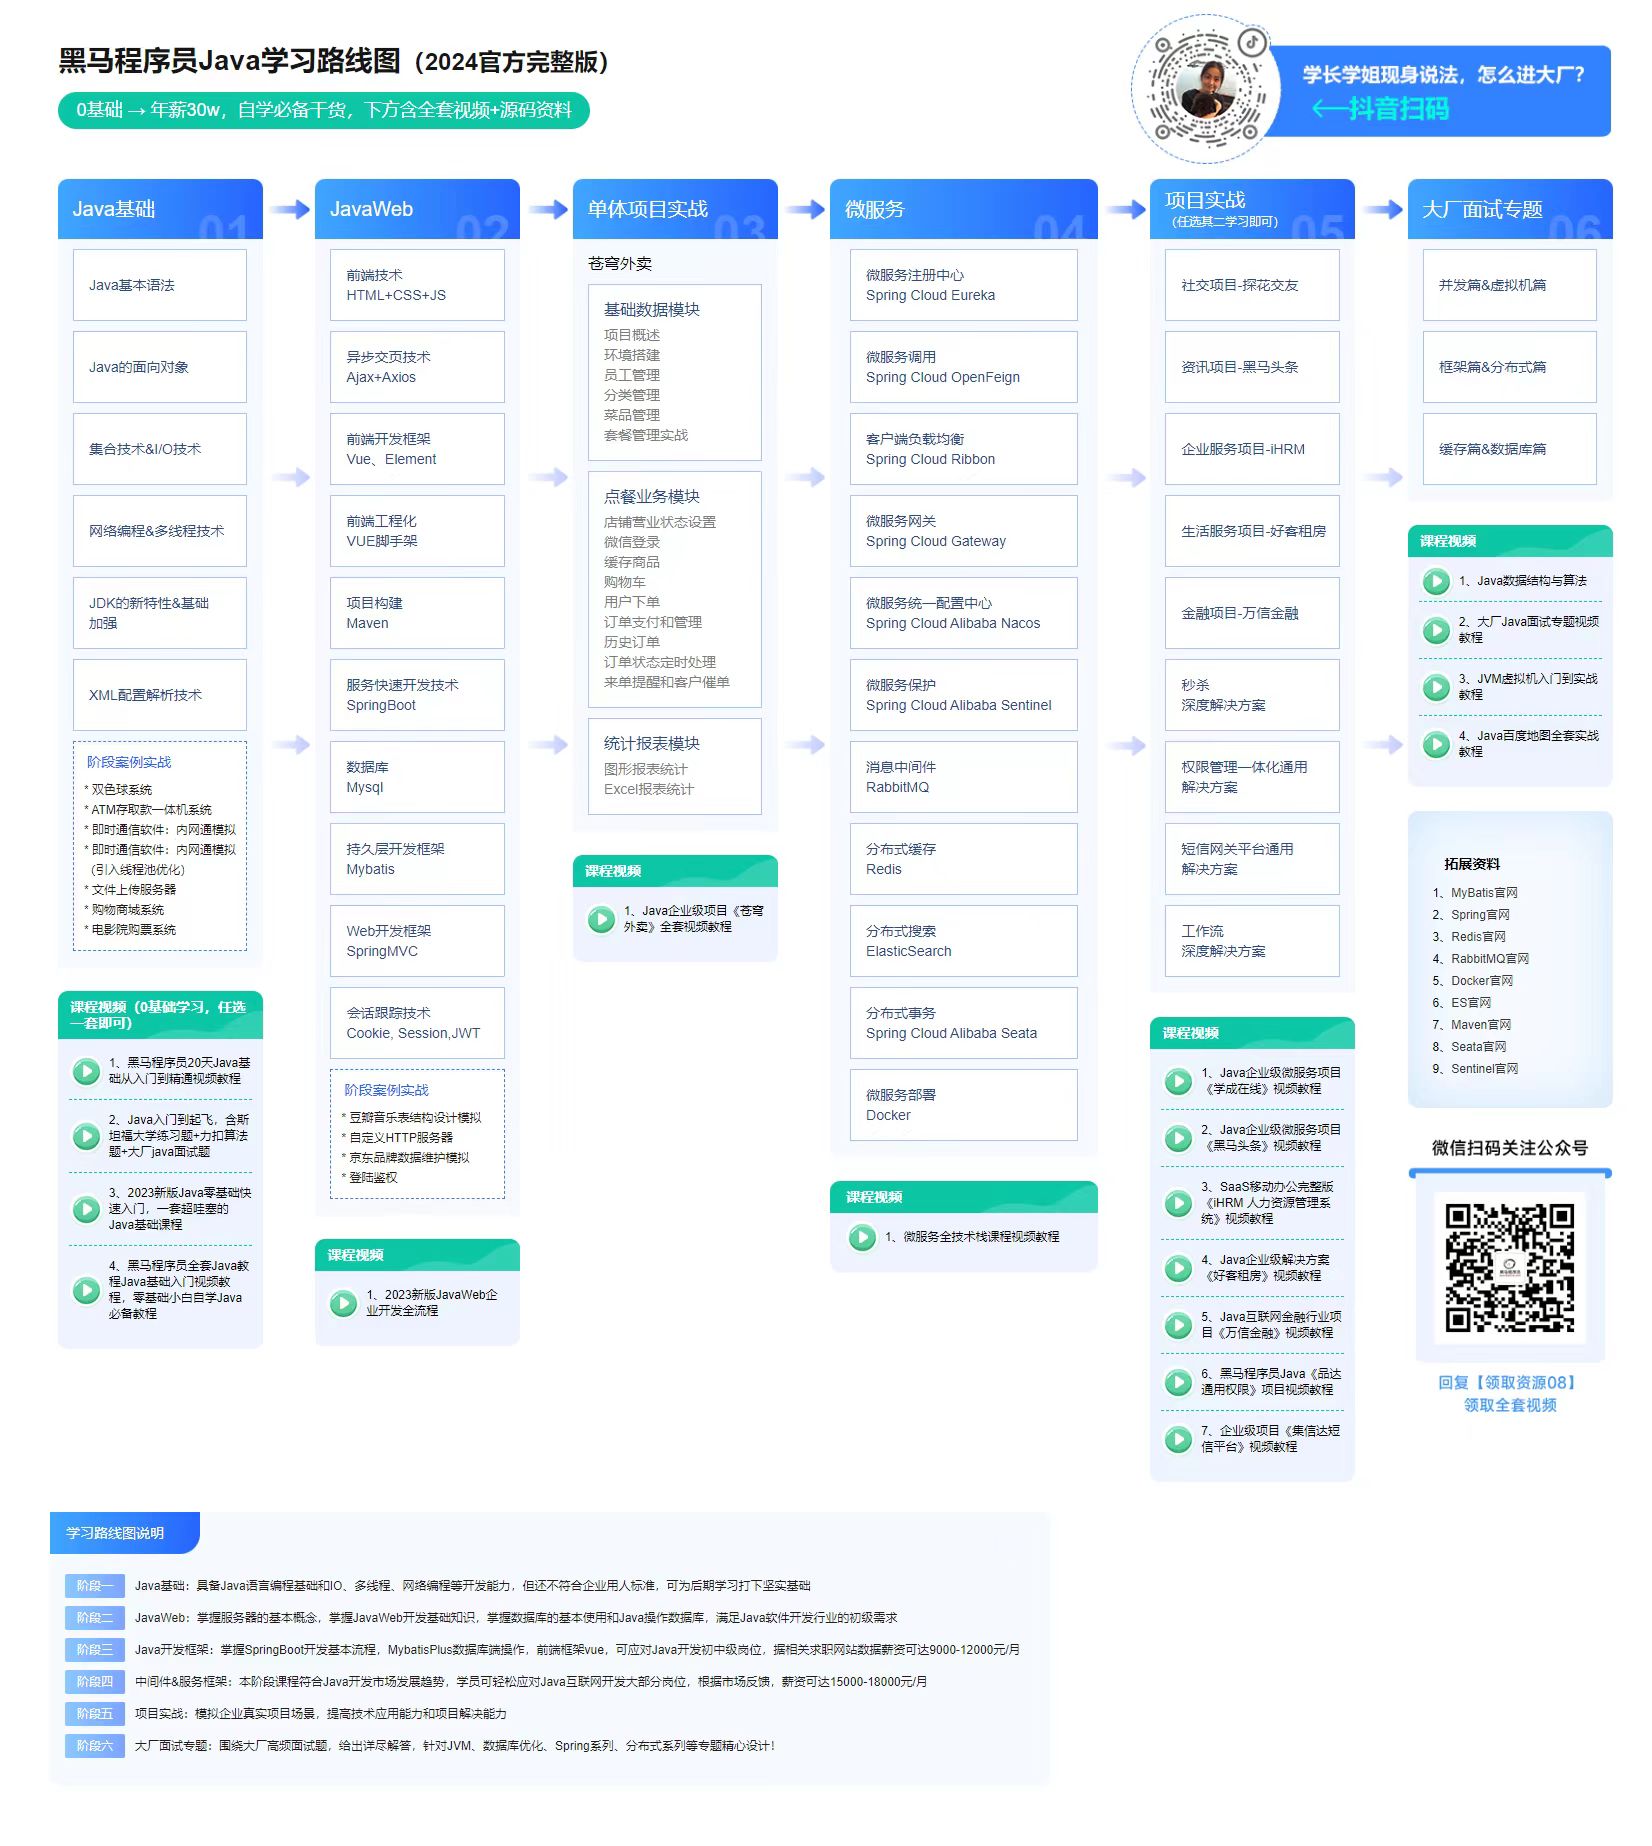 黑马程序员Java学习路线图（2024官方完整版）
0基础 → 年薪30w，自学必备干货，下方含全套视频+源码资料
学长学姐现身说法，怎么进大厂？
←抖音扫码
Java基础
01
Java基本语法
Java的面向对象
集合技术&I/O技术
网络编程&多线程技术
JDK的新特性&基础
加强
XML配置解析技术
阶段案例实战
* 双色球系统
* ATM存取款一体机系统
* 即时通信软件：内网通模拟
* 即时通信软件：内网通模拟
(引入线程池优化)
* 文件上传服务器
* 购物商城系统
* 电影院购票系统
课程视频（0基础学习，任选
一套即可）
1、黑马程序员20天Java基
础从入门到精通视频教程
2、Java入门到起飞，含斯
坦福大学练习题+力扣算法
题+大厂java面试题
3、2023新版Java零基础快
速入门，一套超哇塞的
Java基础课程
4、黑马程序员全套Java教
程Java基础入门视频教
程，零基础小白自学Java
必备教程
JavaWeb
02
前端技术
HTML+CSS+JS
异步交页技术
Ajax+Axios
前端开发框架
Vue、Element
前端工程化
VUE脚手架
项目构建
Maven
服务快速开发技术
SpringBoot
数据库
Mysql
持久层开发框架
Mybatis
Web开发框架
SpringMVC
会话跟踪技术
Cookie, Session,JWT
阶段案例实战
* 豆瓣音乐表结构设计模拟
* 自定义HTTP服务器
* 京东品牌数据维护模拟
* 登陆鉴权
课程视频
1、2023新版JavaWeb企
业开发全流程
单体项目实战
03
苍穹外卖
基础数据模块
项目概述
环境搭建
员工管理
分类管理
菜品管理
套餐管理实战
点餐业务模块
店铺营业状态设置
微信登录
缓存商品
购物车
用户下单
订单支付和管理
历史订单
订单状态定时处理
来单提醒和客户催单
统计报表模块
图形报表统计
Excel报表统计
课程视频
1、Java企业级项目《苍穹
外卖》全套视频教程
微服务
04
微服务注册中心
Spring Cloud Eureka
微服务调用
Spring Cloud OpenFeign
客户端负载均衡
Spring Cloud Ribbon
微服务网关
Spring Cloud Gateway
微服务统一配置中心
Spring Cloud Alibaba Nacos
微服务保护
Spring Cloud Alibaba Sentinel
消息中间件
RabbitMQ
分布式缓存
Redis
分布式搜索
ElasticSearch
分布式事务
Spring Cloud Alibaba Seata
微服务部署
Docker
课程视频
1、微服务全技术栈课程视频教程
项目实战
（任选其二学习即可）
05
社交项目-探花交友
资讯项目-黑马头条
企业服务项目-iHRM
生活服务项目-好客租房
金融项目-万信金融
秒杀
深度解决方案
权限管理一体化通用
解决方案
短信网关平台通用
解决方案
工作流
深度解决方案
课程视频
1、Java企业级微服务项目
《学成在线》视频教程
2、Java企业级微服务项目
《黑马头条》视频教程
3、SaaS移动办公完整版
《iHRM 人力资源管理系
统》视频教程
4、Java企业级解决方案
《好客租房》视频教程
5、Java互联网金融行业项
目《万信金融》视频教程
6、黑马程序员Java《品达
通用权限》项目视频教程
7、企业级项目《集信达短
信平台》视频教程
大厂面试专题
06
并发篇&虚拟机篇
框架篇&分布式篇
缓存篇&数据库篇
课程视频
1、Java数据结构与算法
2、大厂Java面试专题视频
教程
3、JVM虚拟机入门到实战
教程
4、Java百度地图全套实战
教程
拓展资料
1、MyBatis官网
2、Spring官网
3、Redis官网
4、RabbitMQ官网
5、Docker官网
6、ES官网
7、Maven官网
8、Seata官网
9、Sentinel官网
微信扫码关注公众号
回复【领取资源08】
领取全套视频
学习路线图说明
阶段一 Java基础：具备Java语言编程基础和IO、多线程、网络编程等开发能力，但还不符合企业用人标准，可为后期学习打下坚实基础
阶段二 JavaWeb：掌握服务器的基本概念，掌握JavaWeb开发基础知识，掌握数据库的基本使用和Java操作数据库，满足Java软件开发行业的初级需求
阶段三 Java开发框架：掌握SpringBoot开发基本流程，MybatisPlus数据库端操作，前端框架vue，可应对Java开发初中级岗位，据相关求职网站数据薪资可达9000-12000元/月
阶段四 中间件&服务框架：本阶段课程符合Java开发市场发展趋势，学员可轻松应对Java互联网开发大部分岗位，根据市场反馈，薪资可达15000-18000元/月
阶段五 项目实战：模拟企业真实项目场景，提高技术应用能力和项目解决能力
阶段六 大厂面试专题：围绕大厂高频面试题，给出详尽解答，针对JVM、数据库优化、Spring系列、分布式系列等专题精心设计！